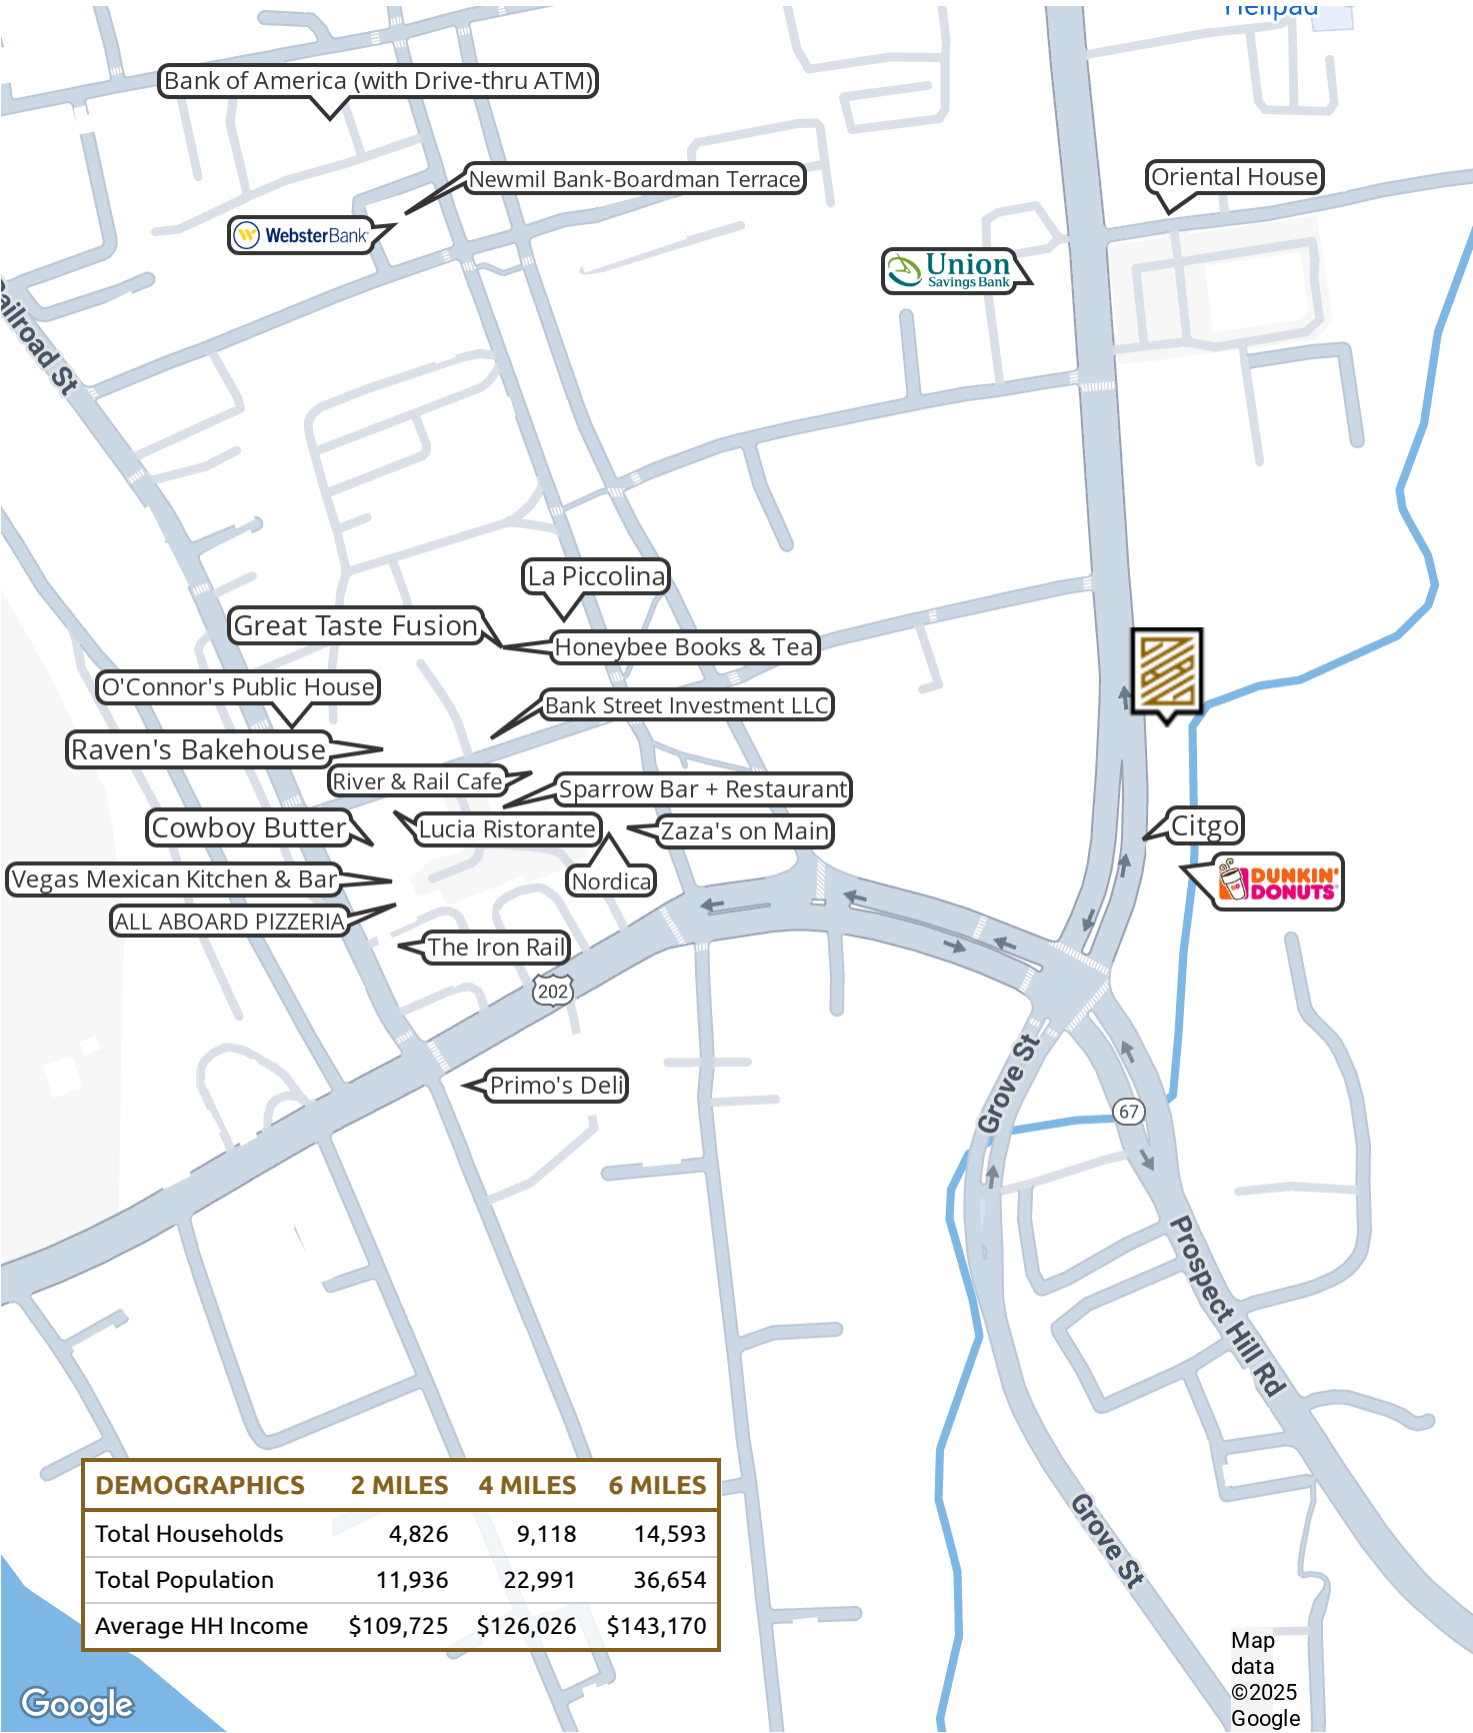 Helipad
Bank of America (with Drive-thru ATM)
Newmil Bank-Boardman Terrace
Oriental House
WebsterBank
Union
Savings Bank
Railroad St
La Piccolina
Great Taste Fusion
Honeybee Books & Tea
O'Connor's Public House
Bank Street Investment LLC
Raven's Bakehouse
River & Rail Cafe
Sparrow Bar + Restaurant
Cowboy Butter
Lucia Ristorante
Zaza's on Main
Citgo
Vegas Mexican Kitchen & Bar
Nordica
DUNKIN'
DONUTS
ALL ABOARD PIZZERIA
The Iron Rail
202
Primo's Deli
Grove St
67
Prospect Hill Rd
Grove St
DEMOGRAPHICS 2 MILES 4 MILES 6 MILES
Total Households 4,826 9,118 14,593
Total Population 11,936 22,991 36,654
Average HH Income $109,725 $126,026 $143,170
Google
Map
data
©2025
Google